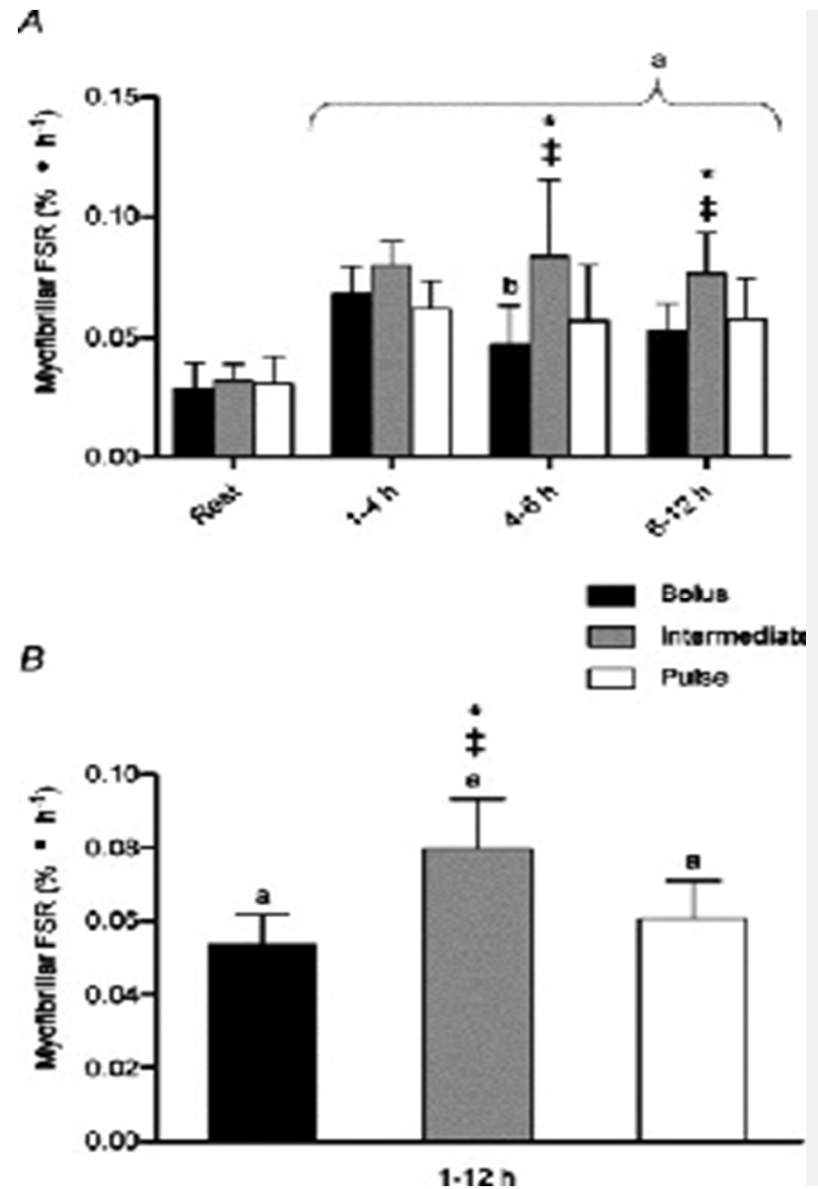 A
a
0.15
0.10
0.05
0.00
Myofibrillar FSR (% • h-1)
*
‡
*
‡
b
Rest
1-4 h
4-6 h
6-12 h
Bolus
Intermediate
Pulse
B
*
‡
a
a
a
0.10
0.08
0.06
0.04
0.02
0.00
Myofibrillar FSR (% • h-1)
1-12 h